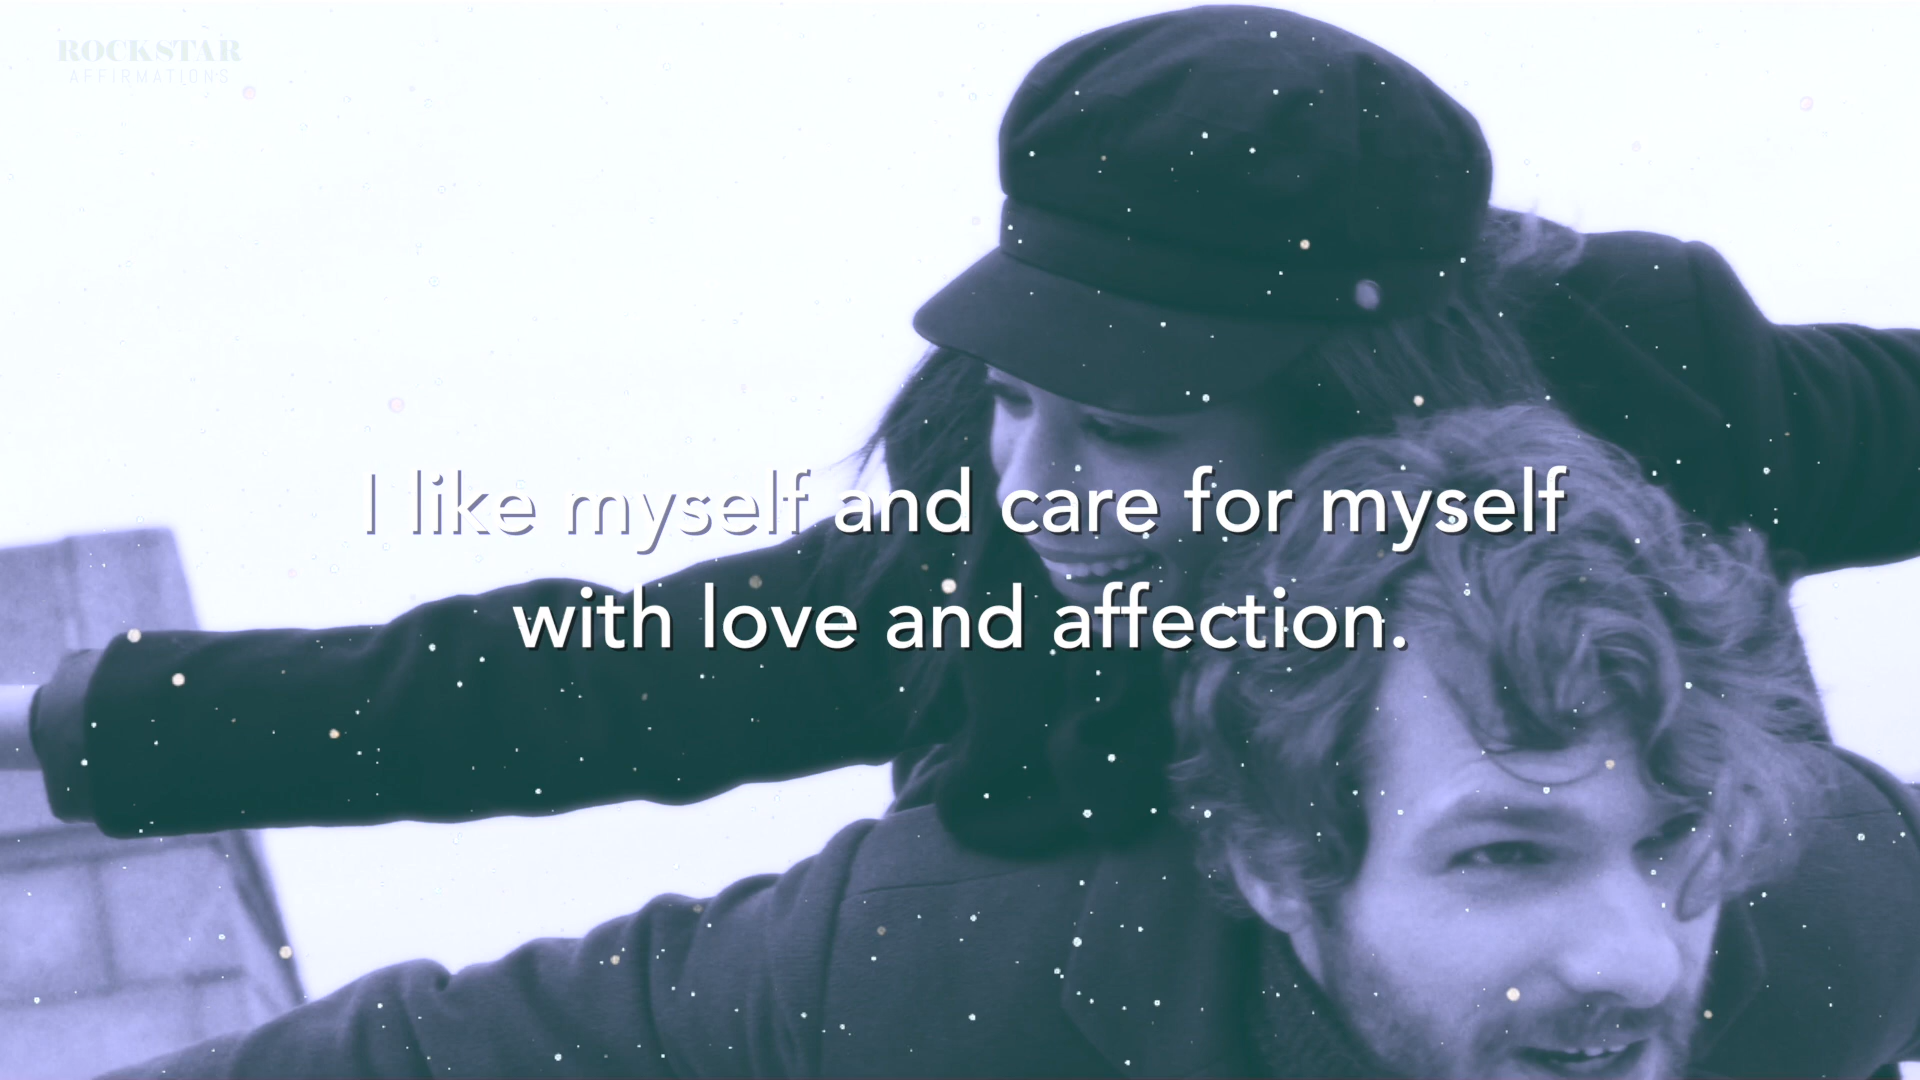 ROCKSTAR
AFFIRMATIONS
I like myself and care for myself
with love and affection.